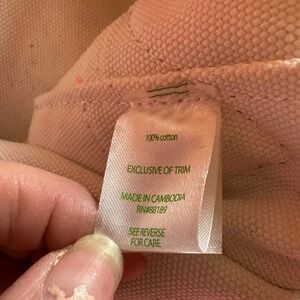 100% cotton
EXCLUSIVE OF TRIM
MADE IN CAMBODIA
RN#88189
SEE REVERSE
FOR CARE.